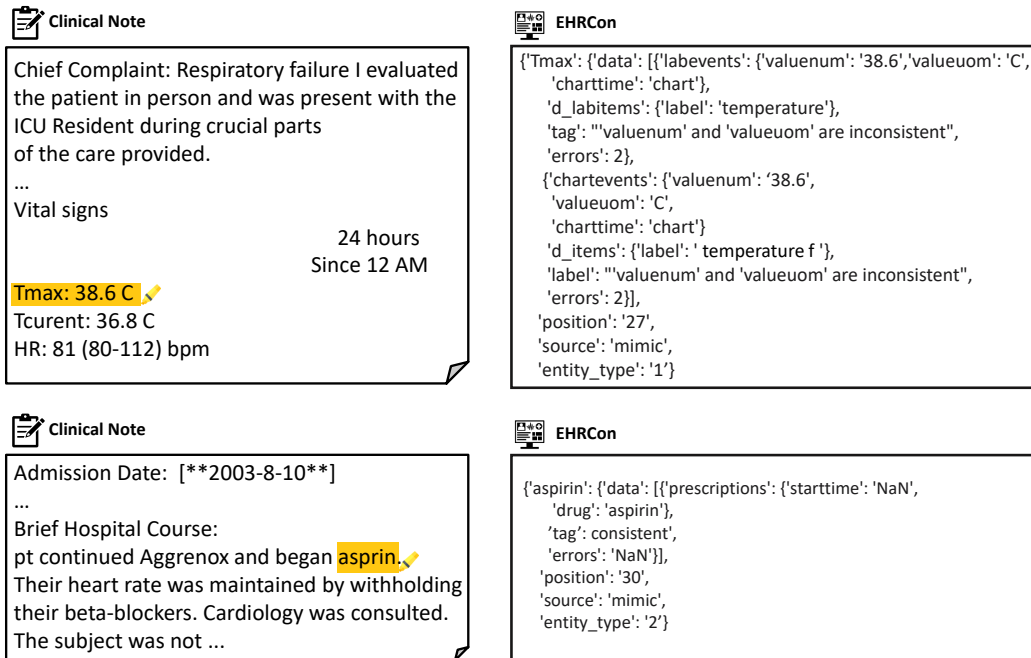 Clinical Note
Chief Complaint: Respiratory failure I evaluated
the patient in person and was present with the
ICU Resident during crucial parts
of the care provided.
...
Vital signs
24 hours
Since 12 AM
Tmax: 38.6 C
Tcurent: 36.8 C
HR: 81 (80-112) bpm
EHRCon
{'Tmax': {'data': [{'labevents': {'valuenum': '38.6','valueuom': 'C',
'charttime': 'chart'},
'd_labitems': {'label': 'temperature'},
'tag': "'valuenum' and 'valueuom' are inconsistent",
'errors': 2},
{'chartevents': {'valuenum': ‘38.6',
'valueuom': 'C',
'charttime': 'chart'}
'd_items': {'label': ' temperature f '},
'label': "'valuenum' and 'valueuom' are inconsistent",
'errors': 2}],
'position': '27',
'source': 'mimic',
'entity_type': '1’}
Clinical Note
Admission Date:  [**2003-8-10**]
...
Brief Hospital Course:
pt continued Aggrenox and began asprin.
Their heart rate was maintained by withholding
their beta-blockers. Cardiology was consulted.
The subject was not ...
EHRCon
{'aspirin': {'data': [{'prescriptions': {'starttime': 'NaN',
'drug': 'aspirin'},
’tag’: consistent',
'errors': 'NaN'}],
'position': '30',
'source': 'mimic',
'entity_type': '2’}